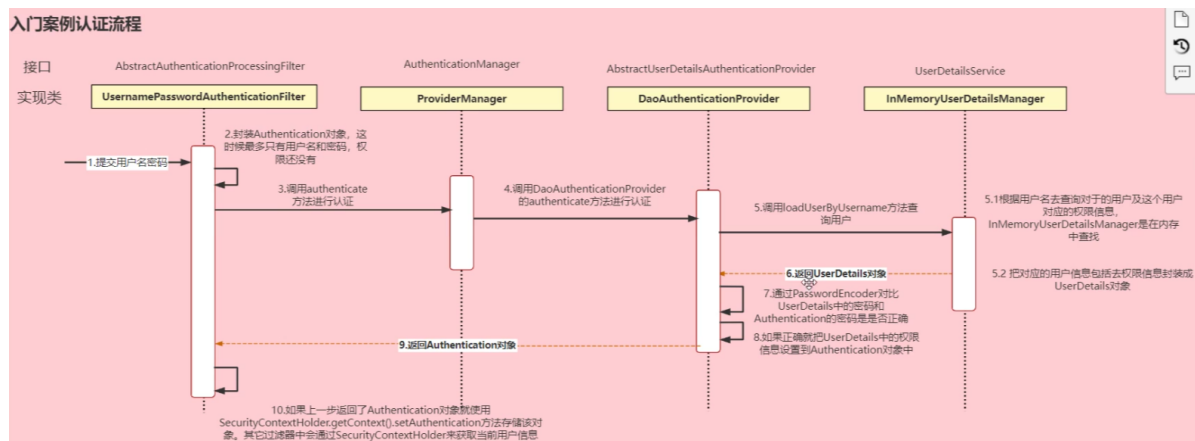 入门案例认证流程
接口
AbstractAuthenticationProcessingFilter
AuthenticationManager
AbstractUserDetailsAuthenticationProvider
UserDetailsService
实现类
UsernamePasswordAuthenticationFilter
ProviderManager
DaoAuthenticationProvider
InMemoryUserDetailsManager
1.提交用户名密码
2.封装Authentication对象，这
时候最多只有用户名和密码，权
限还没有
3.调用authenticate
方法进行认证
4.调用DaoAuthenticationProvider
的authenticate方法进行认证
5.调用loadUserByUsername方法查
询用户
5.1根据用户名去查询对于的用户及这个用户
对应的权限信息，
InMemoryUserDetailsManager是在内存
中查找
5.2 把对应的用户信息包括去权限信息封装成
UserDetails对象
6.返回UserDetails对象
7.通过PasswordEncoder对比
UserDetails中的密码和
Authentication的密码是是否正确
8.如果正确就把UserDetails中的权限
信息设置到Authentication对象中
9.返回Authentication对象
10.如果上一步返回了Authentication对象就使用
SecurityContextHolder.getContext().setAuthentication方法存储该对
象。其它过滤器中会通过SecurityContextHolder来获取当前用户信息